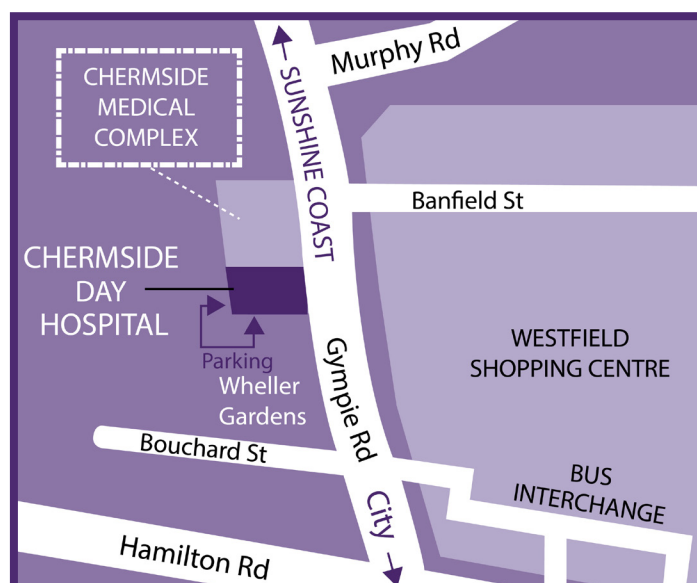 Murphy Rd
CHERMSIDE
MEDICAL
COMPLEX
SUNSHINE COAST
Banfield St
CHERMSIDE
DAY
HOSPITAL
WESTFIELD
SHOPPING CENTRE
Parking
Wheller
Gardens
Gympie Rd
Bouchard St
BUS
INTERCHANGE
City
Hamilton Rd